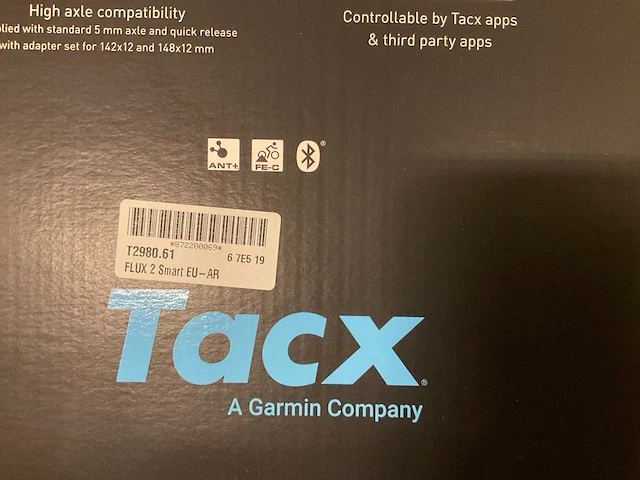 High axle compatibility
plied with standard 5 mm axle and quick release
with adapter set for 142x12 and 148x12 mm
Controllable by Tacx apps
& third party apps
ANT+
FE-C
*872200069*
T2980.61
6 7E5 19
FLUX 2 Smart EU-AR
Tacx®
A Garmin Company